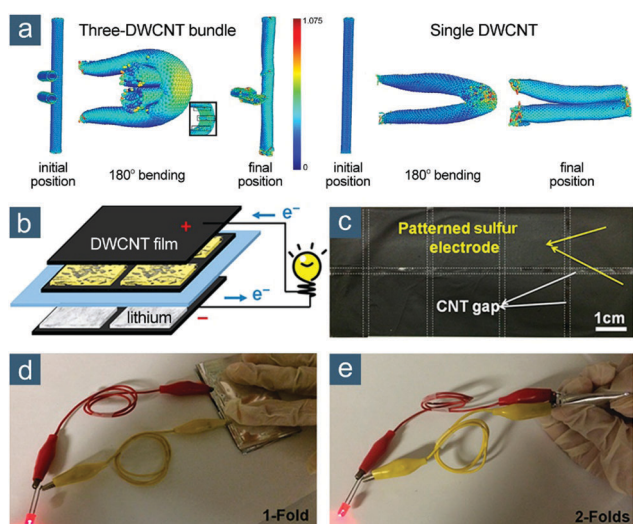 a
Three-DWCNT bundle
1.075
0
initial
position
180° bending
final
position
Single DWCNT
initial
position
180° bending
final
position
b
e⁻
+
DWCNT film
lithium
e⁻
−
c
Patterned sulfur
electrode
CNT gap
1cm
d
1-Fold
e
2-Folds